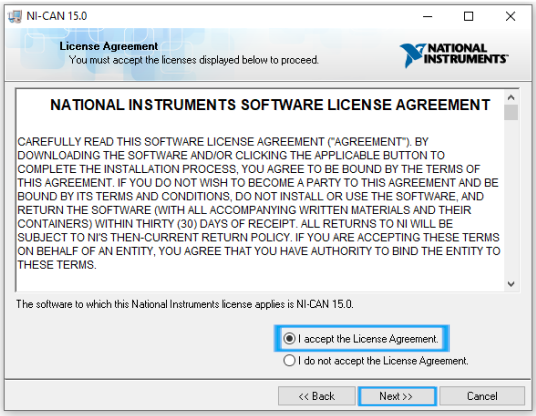 NI-CAN 15.0
License Agreement
You must accept the licenses displayed below to proceed.
NATIONAL
INSTRUMENTS
NATIONAL INSTRUMENTS SOFTWARE LICENSE AGREEMENT
CAREFULLY READ THIS SOFTWARE LICENSE AGREEMENT ("AGREEMENT"). BY
DOWNLOADING THE SOFTWARE AND/OR CLICKING THE APPLICABLE BUTTON TO
COMPLETE THE INSTALLATION PROCESS, YOU AGREE TO BE BOUND BY THE TERMS OF
THIS AGREEMENT. IF YOU DO NOT WISH TO BECOME A PARTY TO THIS AGREEMENT AND BE
BOUND BY ITS TERMS AND CONDITIONS, DO NOT INSTALL OR USE THE SOFTWARE, AND
RETURN THE SOFTWARE (WITH ALL ACCOMPANYING WRITTEN MATERIALS AND THEIR
CONTAINERS) WITHIN THIRTY (30) DAYS OF RECEIPT. ALL RETURNS TO NI WILL BE
SUBJECT TO NI'S THEN-CURRENT RETURN POLICY. IF YOU ARE ACCEPTING THESE TERMS
ON BEHALF OF AN ENTITY, YOU AGREE THAT YOU HAVE AUTHORITY TO BIND THE ENTITY TO
THESE TERMS.
The software to which this National Instruments license applies is NI-CAN 15.0.
I accept the License Agreement.
I do not accept the License Agreement.
<< Back Next >> Cancel